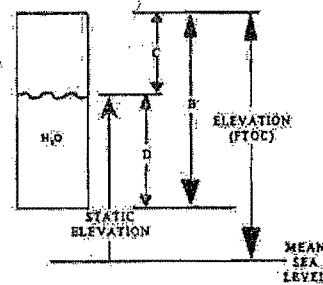 C
B
ELEVATION
(FTOC)
H₂O
D
STATIC
ELEVATION
MEAN
SEA
LEVEL